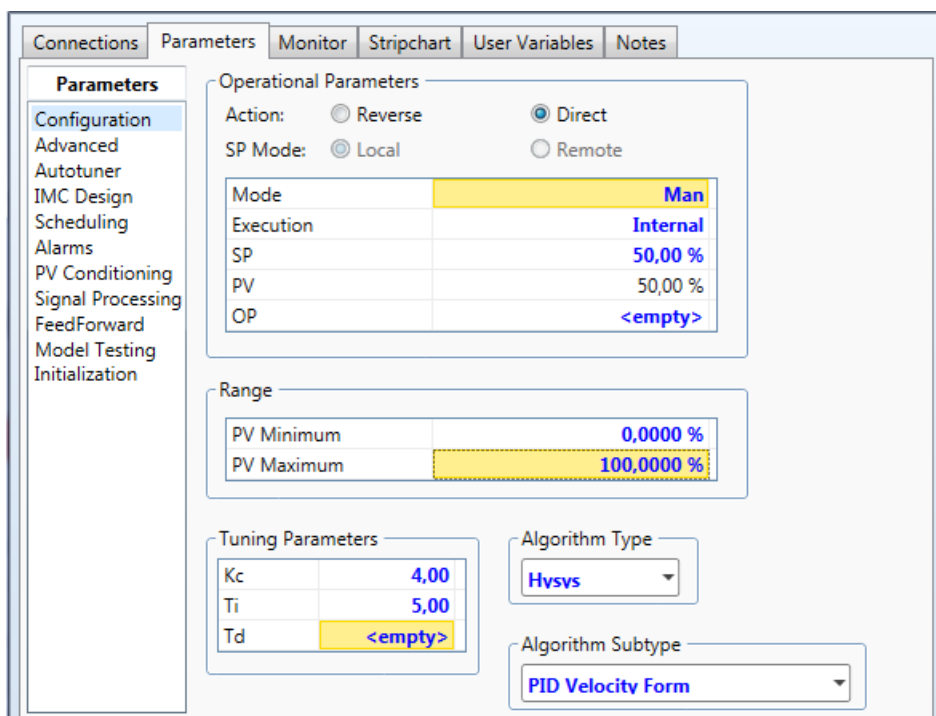 Connections Parameters Monitor Stripchart User Variables Notes
Parameters
Configuration
Advanced
Autotuner
IMC Design
Scheduling
Alarms
PV Conditioning
Signal Processing
FeedForward
Model Testing
Initialization
Operational Parameters
Action: Reverse Direct
SP Mode: Local Remote
Mode Man
Execution Internal
SP 50,00 %
PV 50,00 %
OP <empty>
Range
PV Minimum 0,0000 %
PV Maximum 100,0000 %
Tuning Parameters
Kc 4,00
Ti 5,00
Td <empty>
Algorithm Type
Hysys
Algorithm Subtype
PID Velocity Form